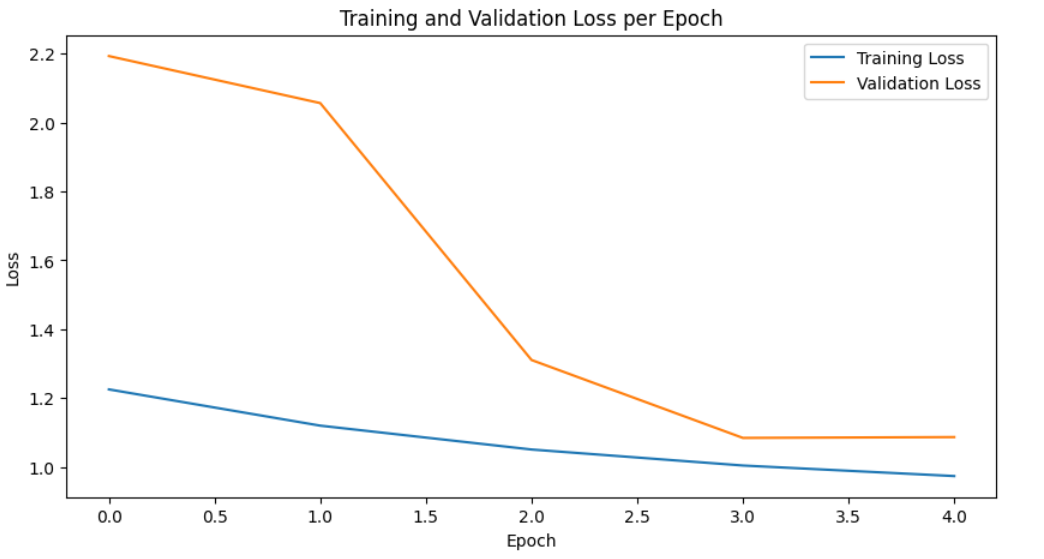 Training and Validation Loss per Epoch
Training Loss
Validation Loss
Loss
2.2
2.0
1.8
1.6
1.4
1.2
1.0
0.0 0.5 1.0 1.5 2.0 2.5 3.0 3.5 4.0
Epoch